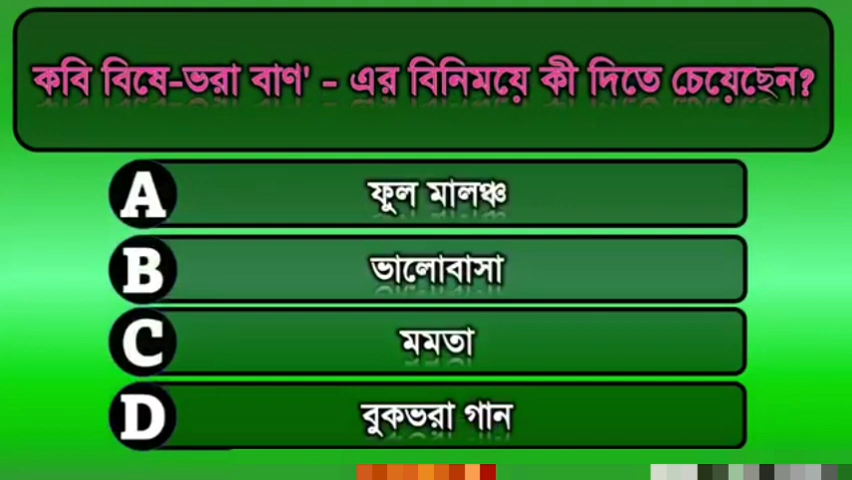 কবি বিষে-ভরা বাণ' - এর বিনিময়ে কী দিতে চেয়েছেন?
A ফুল মালঞ্চ
B ভালোবাসা
C মমতা
D বুকভরা গান